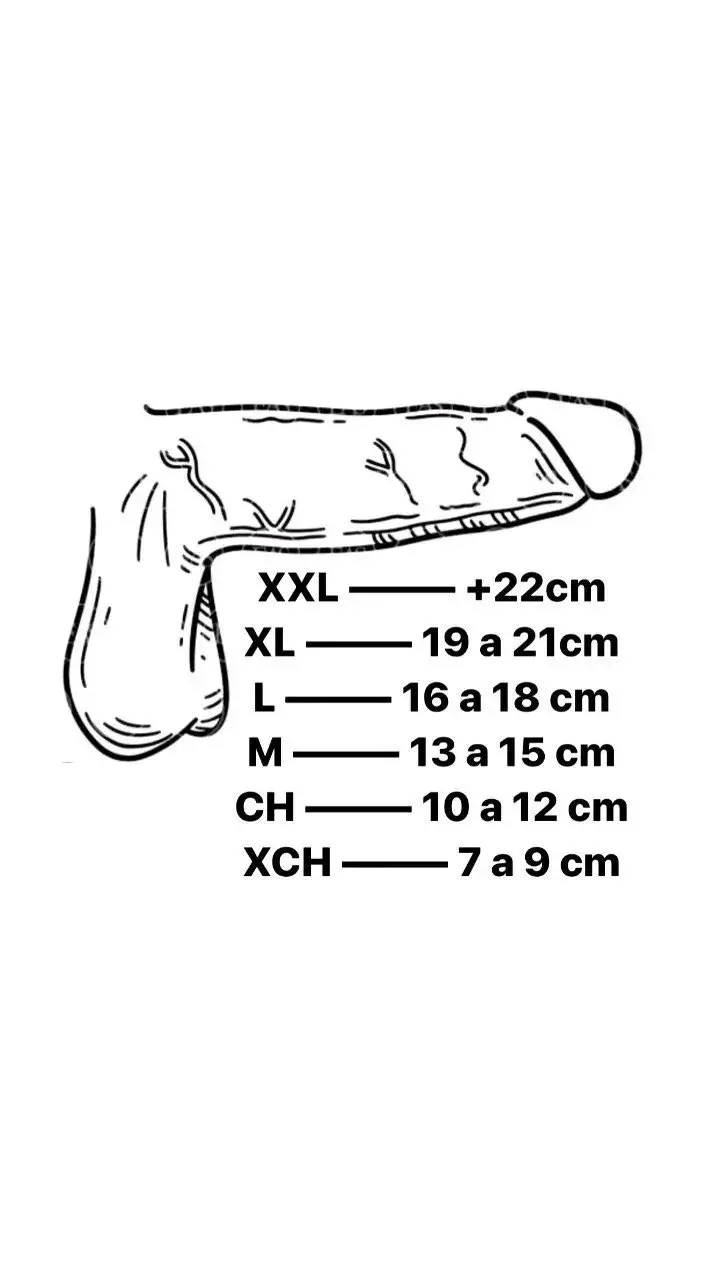 XXL —— +22cm
XL —— 19 a 21cm
L —— 16 a 18 cm
M —— 13 a 15 cm
CH —— 10 a 12 cm
XCH —— 7 a 9 cm